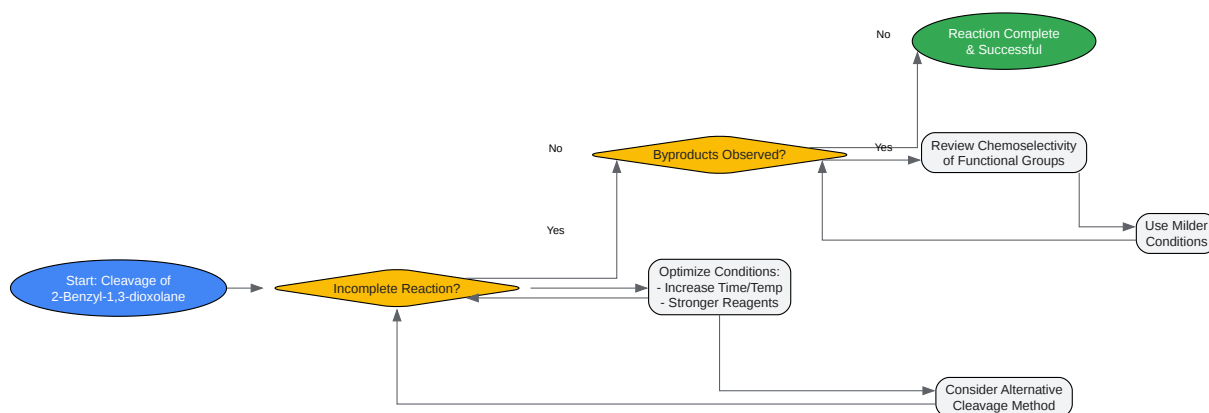 No
Reaction Complete
& Successful
No
Byproducts Observed?
Yes
Review Chemoselectivity
of Functional Groups
Yes
Use Milder
Conditions
Start: Cleavage of
2-Benzyl-1,3-dioxolane
Incomplete Reaction?
Optimize Conditions:
- Increase Time/Temp
- Stronger Reagents
Consider Alternative
Cleavage Method